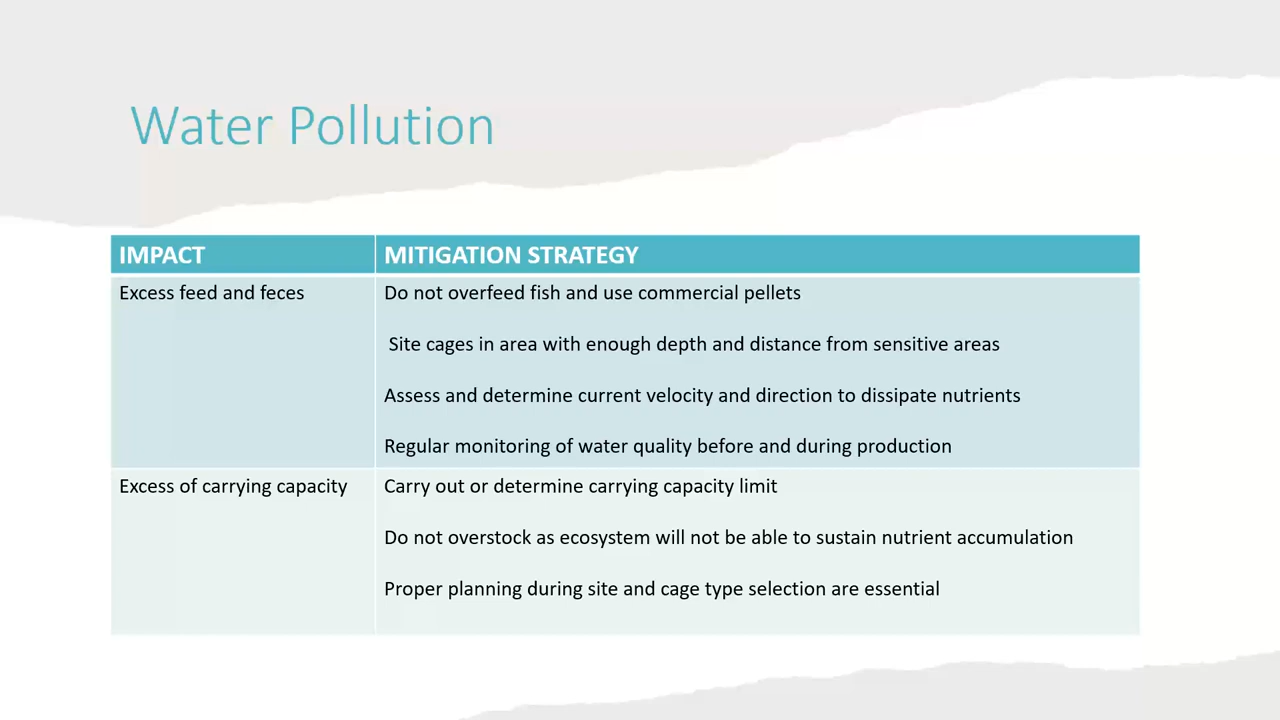 Water Pollution
IMPACT
MITIGATION STRATEGY
Excess feed and feces
Do not overfeed fish and use commercial pellets
Site cages in area with enough depth and distance from sensitive areas
Assess and determine current velocity and direction to dissipate nutrients
Regular monitoring of water quality before and during production
Excess of carrying capacity
Carry out or determine carrying capacity limit
Do not overstock as ecosystem will not be able to sustain nutrient accumulation
Proper planning during site and cage type selection are essential